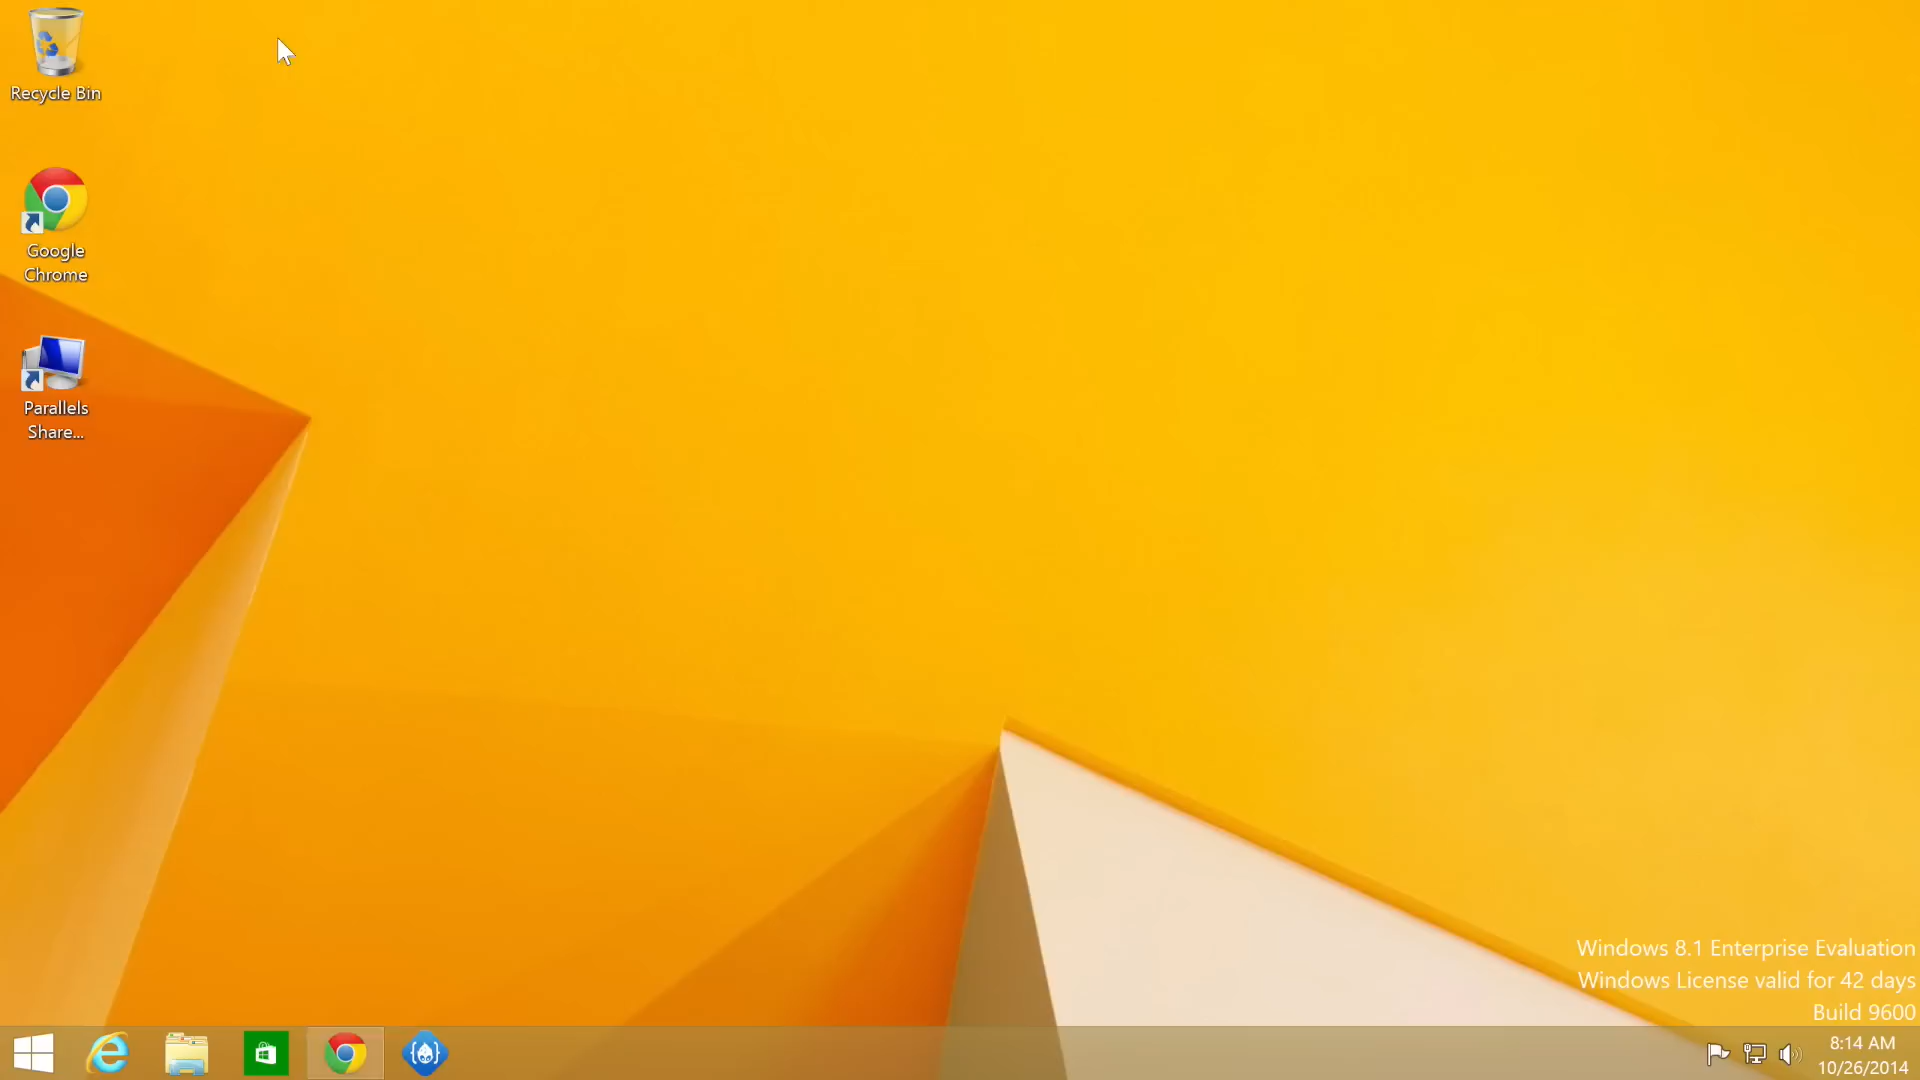 Recycle Bin
Google
Chrome
Parallels
Share...
Windows 8.1 Enterprise Evaluation
Windows License valid for 42 days
Build 9600
8:14 AM
10/26/2014